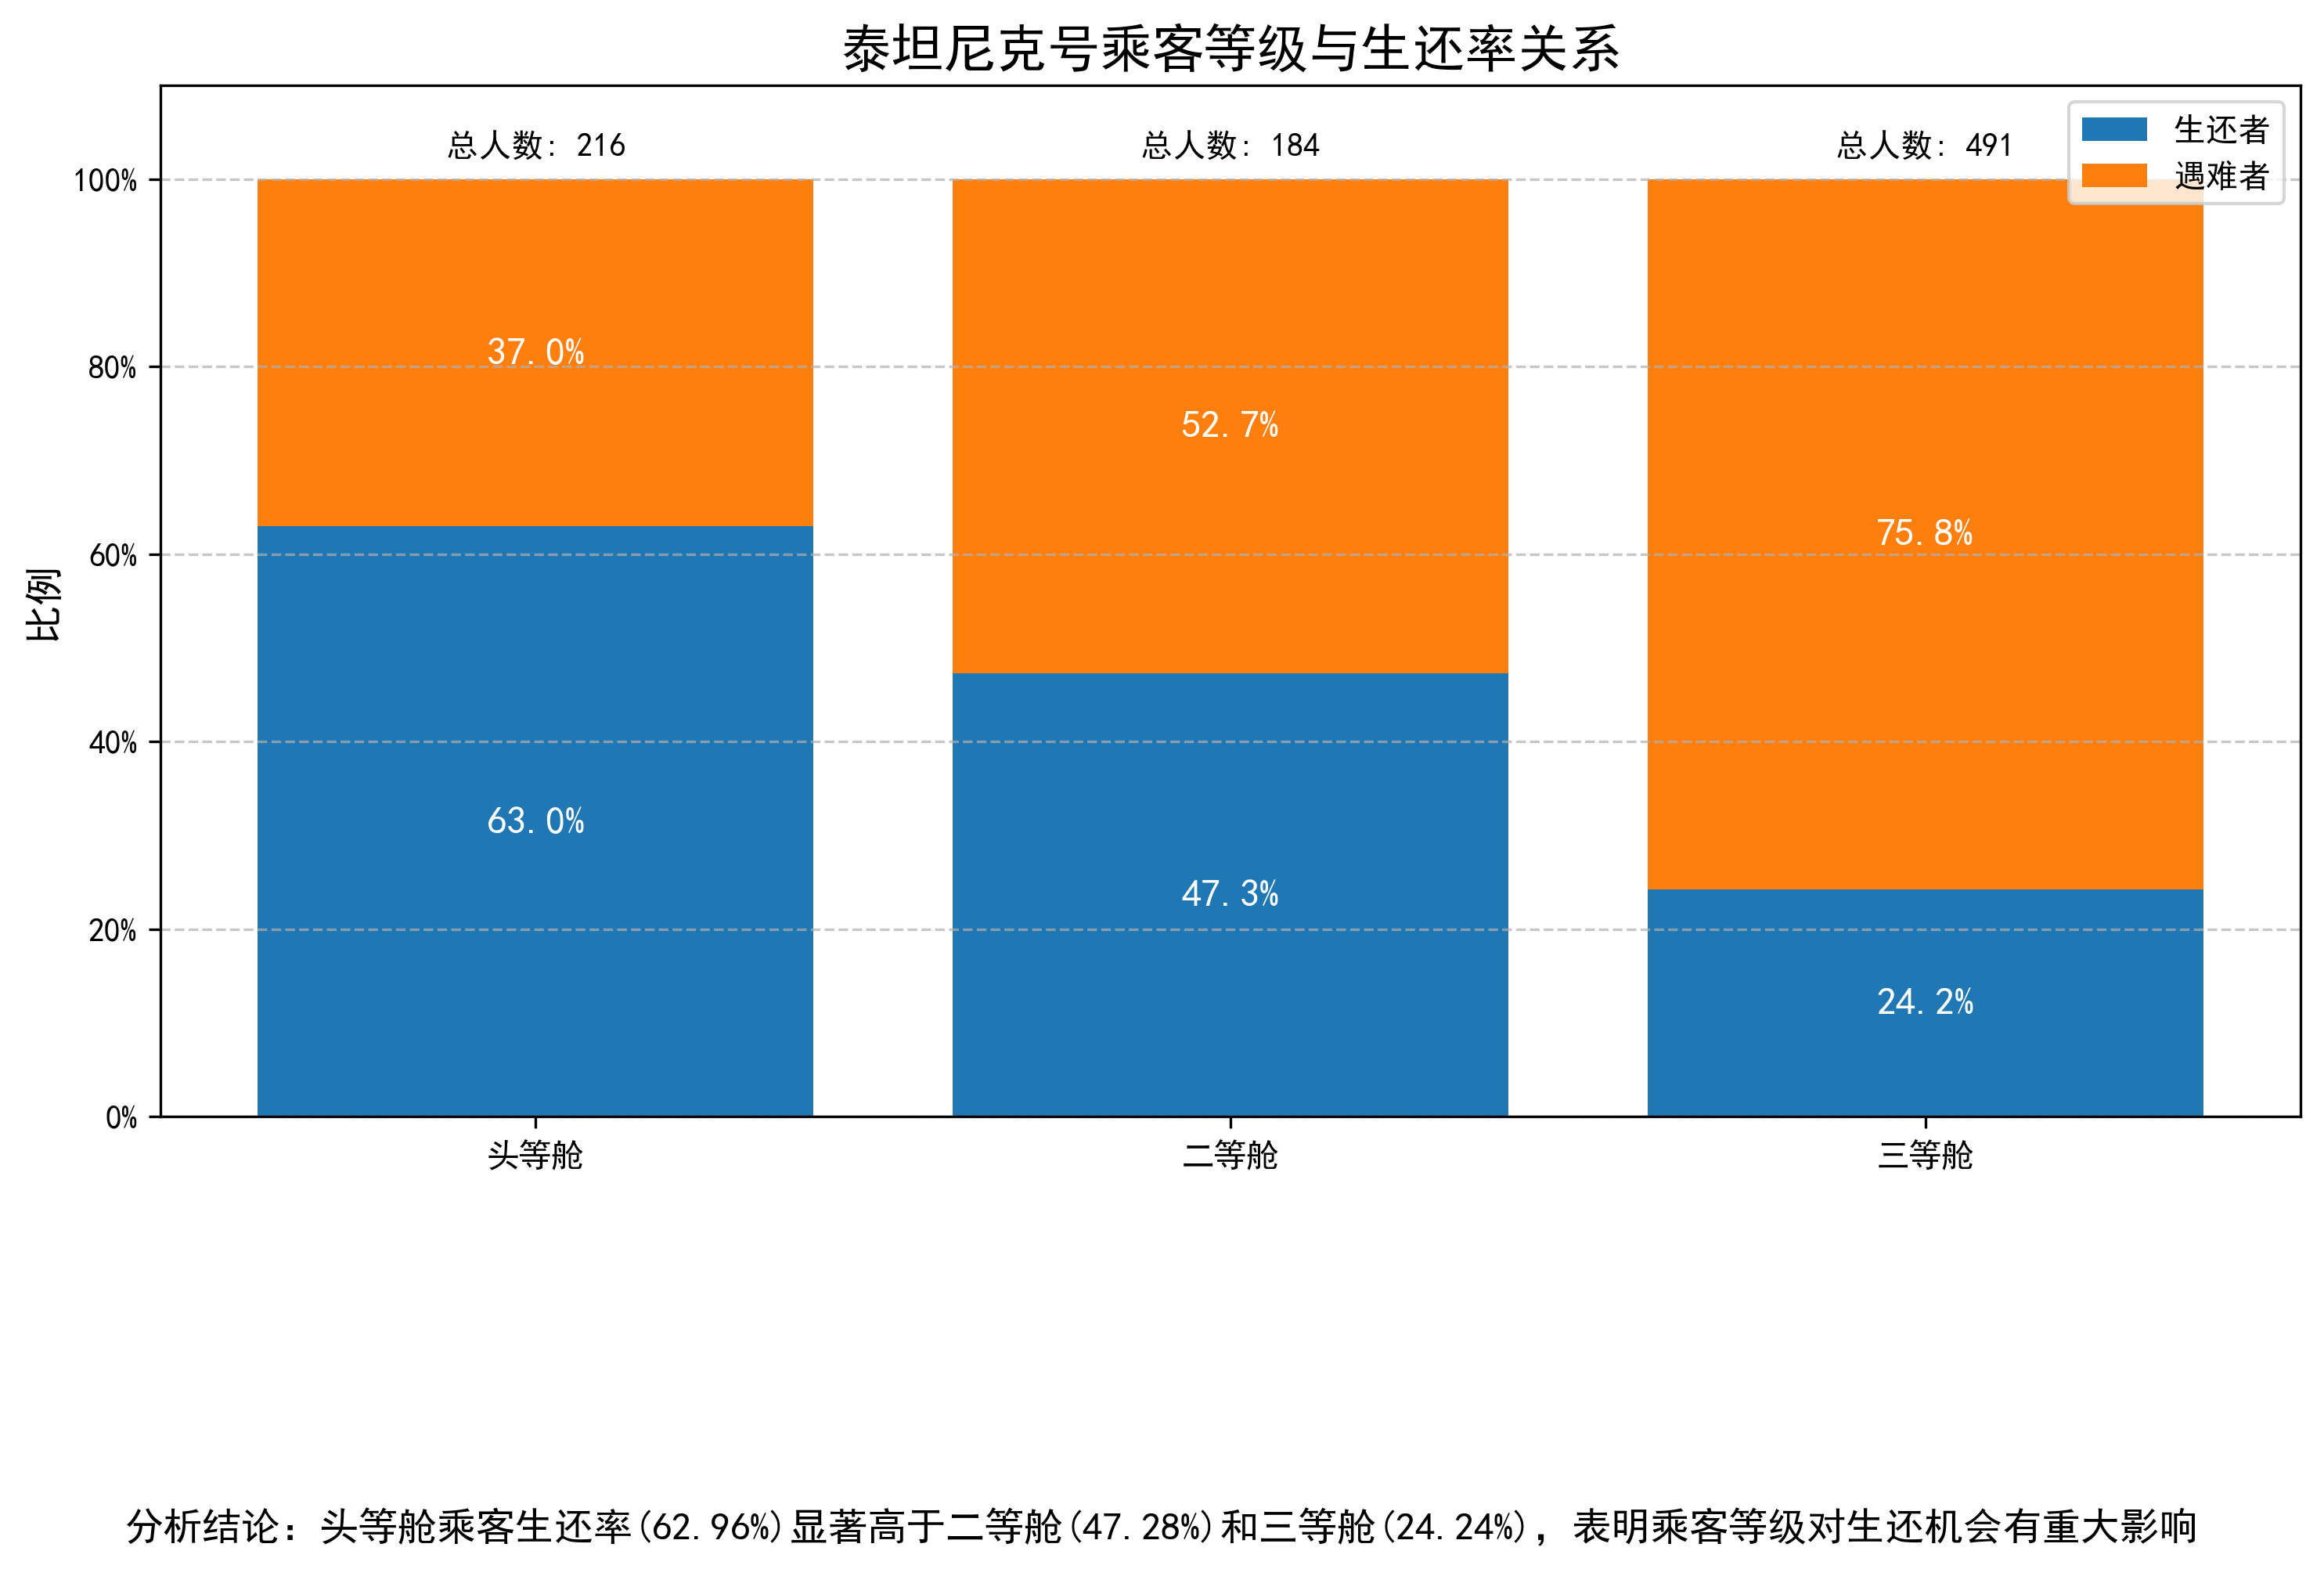 泰坦尼克号乘客等级与生还率关系
总人数: 216
总人数: 184
总人数: 491
生还者
遇难者
比例
100%
80%
60%
40%
20%
0%
37.0%
52.7%
75.8%
63.0%
47.3%
24.2%
头等舱
二等舱
三等舱
分析结论：头等舱乘客生还率(62.96%)显著高于二等舱(47.28%)和三等舱(24.24%)，表明乘客等级对生还机会有重大影响